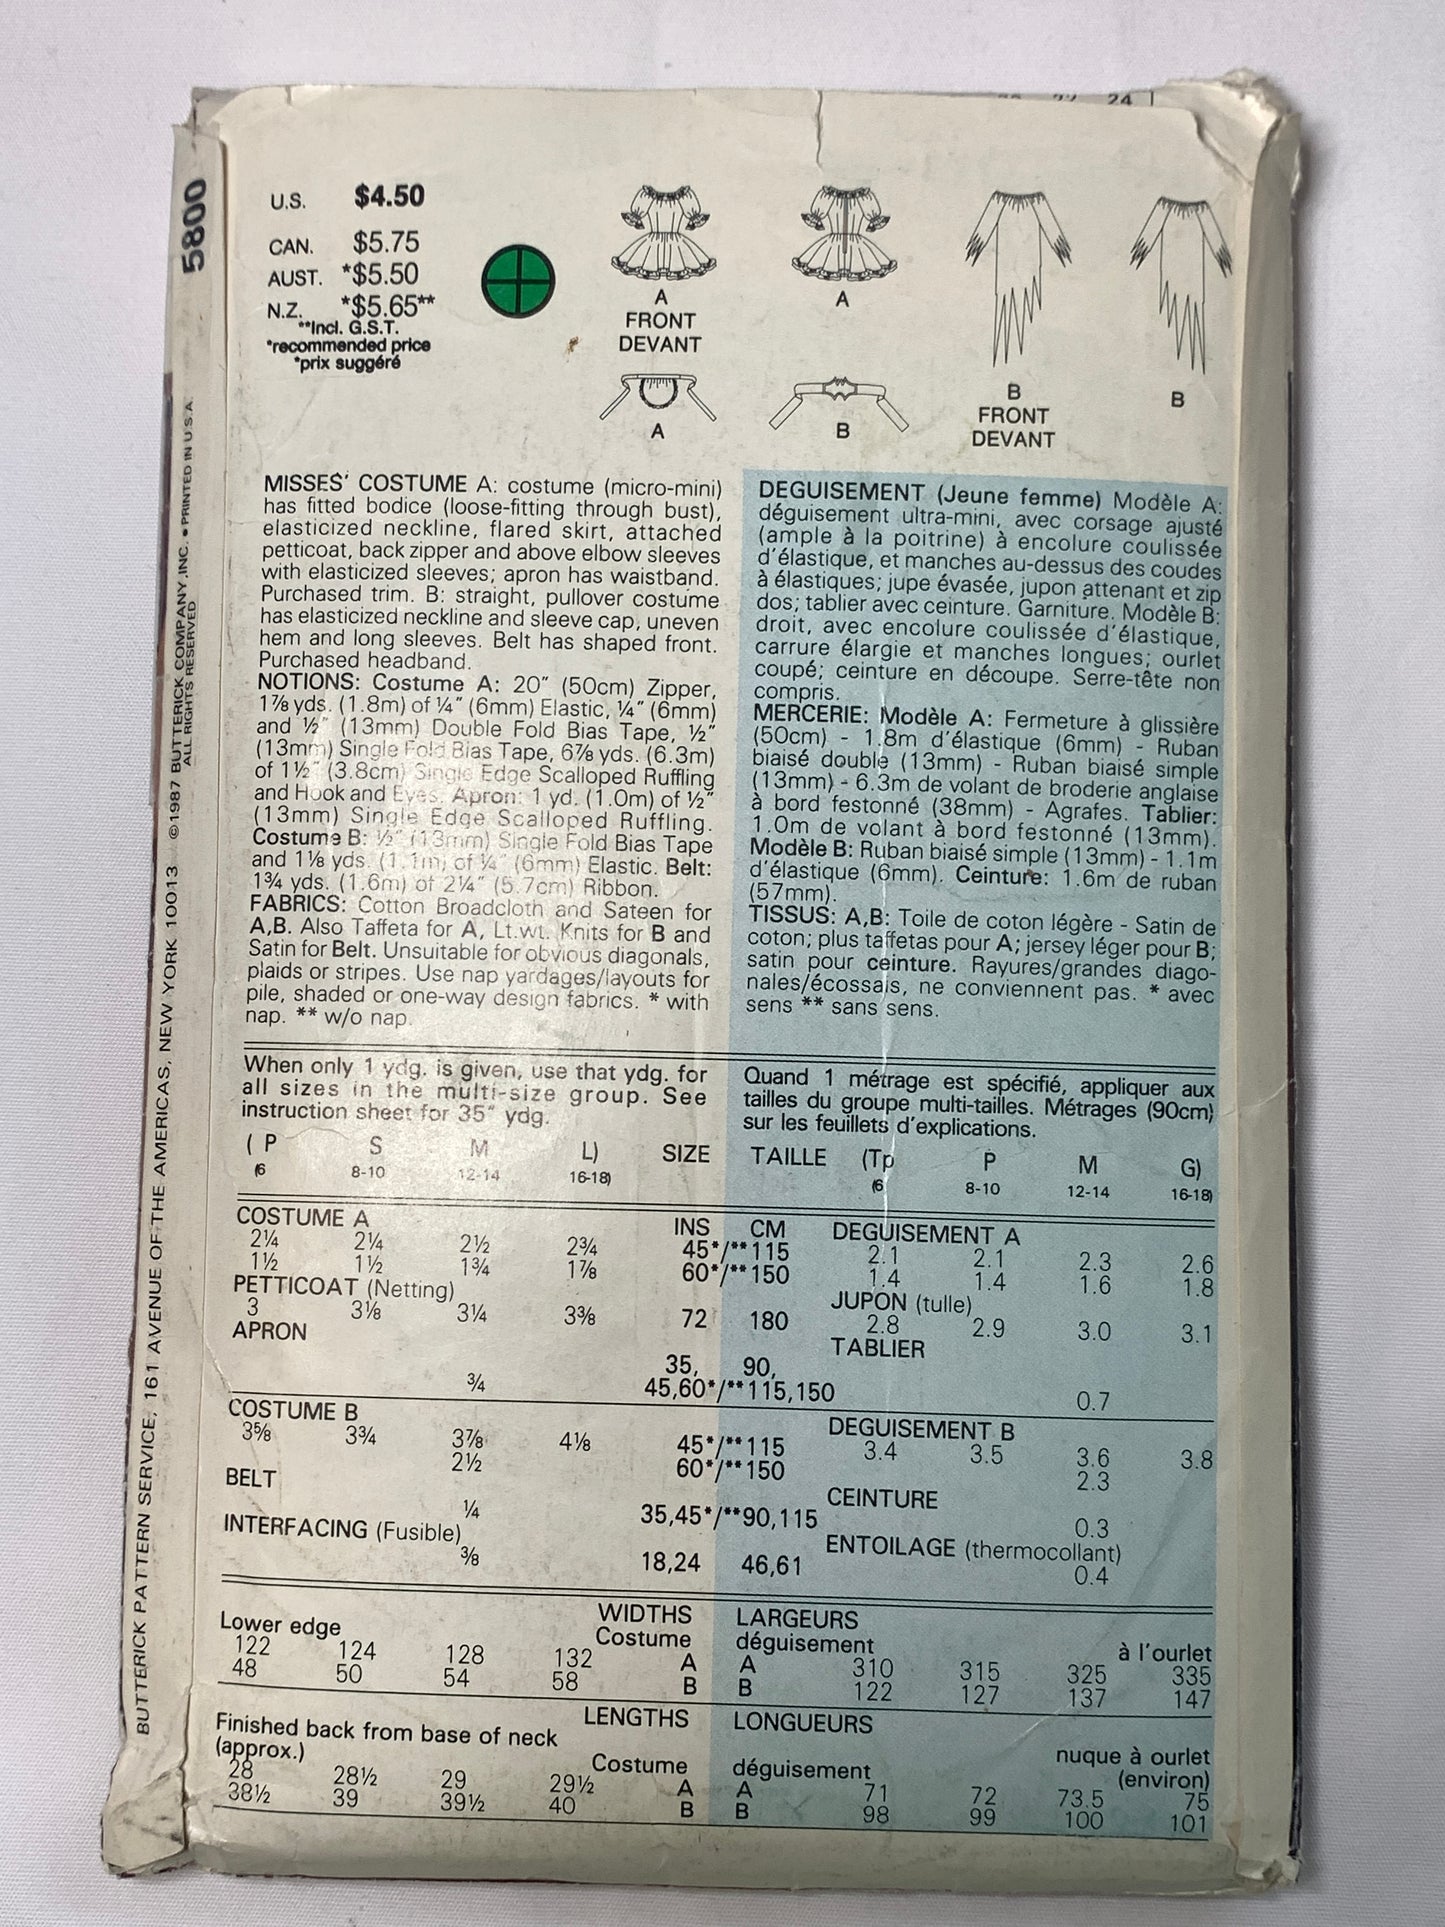 22 24
5800
©1987 BUTTERICK COMPANY, INC. • PRINTED IN U.S.A.
ALL RIGHTS RESERVED
BUTTERICK PATTERN SERVICE, 161 AVENUE OF THE AMERICAS, NEW YORK 10013
U.S. $4.50
CAN. $5.75
AUST. *$5.50
N.Z. *$5.65**
**Incl. G.S.T.
*recommended price
*prix suggéré
A
FRONT
DEVANT
A
B
FRONT
DEVANT
B
A
B
MISSES' COSTUME A: costume (micro-mini)
has fitted bodice (loose-fitting through bust),
elasticized neckline, flared skirt, attached
petticoat, back zipper and above elbow sleeves
with elasticized sleeves; apron has waistband.
Purchased trim. B: straight, pullover costume
has elasticized neckline and sleeve cap, uneven
hem and long sleeves. Belt has shaped front.
Purchased headband.
NOTIONS: Costume A: 20" (50cm) Zipper,
1⅞ yds. (1.8m) of ¼" (6mm) Elastic, ¼" (6mm)
and ½" (13mm) Double Fold Bias Tape, ½"
(13mm) Single Fold Bias Tape, 6⅞ yds. (6.3m)
of 1½" (3.8cm) Single Edge Scalloped Ruffling
and Hook and Eyes. Apron: 1 yd. (1.0m) of ½"
(13mm) Single Edge Scalloped Ruffling.
Costume B: ½" (13mm) Single Fold Bias Tape
and 1⅛ yds. (1.1m) of ¼" (6mm) Elastic. Belt:
1¾ yds. (1.6m) of 2¼" (5.7cm) Ribbon.
FABRICS: Cotton Broadcloth and Sateen for
A,B. Also Taffeta for A, Lt.wt. Knits for B and
Satin for Belt. Unsuitable for obvious diagonals,
plaids or stripes. Use nap yardages/layouts for
pile, shaded or one-way design fabrics. * with
nap. ** w/o nap.
DEGUISEMENT (Jeune femme) Modèle A:
déguisement ultra-mini, avec corsage ajusté
(ample à la poitrine) à encolure coulissée
d'élastique, et manches au-dessus des coudes
à élastiques; jupe évasée, jupon attenant et zip
dos; tablier avec ceinture. Garniture. Modèle B:
droit, avec encolure coulissée d'élastique,
carrure élargie et manches longues; ourlet
coupé; ceinture en découpe. Serre-tête non
compris.
MERCERIE: Modèle A: Fermeture à glissière
(50cm) - 1.8m d'élastique (6mm) - Ruban
biaisé double (13mm) - Ruban biaisé simple
(13mm) - 6.3m de volant de broderie anglaise
à bord festonné (38mm) - Agrafes. Tablier:
1.0m de volant à bord festonné (13mm).
Modèle B: Ruban biaisé simple (13mm) - 1.1m
d'élastique (6mm). Ceinture: 1.6m de ruban
(57mm).
TISSUS: A,B: Toile de coton légère - Satin de
coton; plus taffetas pour A; jersey léger pour B;
satin pour ceinture. Rayures/grandes diago-
nales/écossais, ne conviennent pas. * avec
sens ** sans sens.
When only 1 ydg. is given, use that ydg. for
all sizes in the multi-size group. See
instruction sheet for 35" ydg.
Quand 1 métrage est spécifié, appliquer aux
tailles du groupe multi-tailles. Métrages (90cm)
sur les feuillets d'explications.
(P S M L) SIZE TAILLE (Tp P M G)
(6 8-10 12-14 16-18) (6 8-10 12-14 16-18)
COSTUME A INS CM DEGUISEMENT A
2¼ 2¼ 2½ 2¾ 45*/**115 2.1 2.1 2.3 2.6
1½ 1½ 1¾ 1⅞ 60*/**150 1.4 1.4 1.6 1.8
PETTICOAT (Netting) JUPON (tulle)
3 3⅛ 3¼ 3⅜ 72 180 2.8 2.9 3.0 3.1
APRON TABLIER
35, 90,
¾ 45,60*/**115,150 0.7
COSTUME B DEGUISEMENT B
3⅝ 3¾ 3⅞ 4⅛ 45*/**115 3.4 3.5 3.6 3.8
2½ 60*/**150 2.3
BELT CEINTURE
¼ 35,45*/**90,115 0.3
INTERFACING (Fusible) ENTOILAGE (thermocollant)
⅜ 18,24 46,61 0.4
WIDTHS LARGEURS
Lower edge Costume déguisement à l'ourlet
122 124 128 132 A A 310 315 325 335
48 50 54 58 B B 122 127 137 147
LENGTHS LONGUEURS
Finished back from base of neck nuque à ourlet
(approx.) Costume déguisement (environ)
28 28½ 29 29½ A A 71 72 73.5 75
38½ 39 39½ 40 B B 98 99 100 101